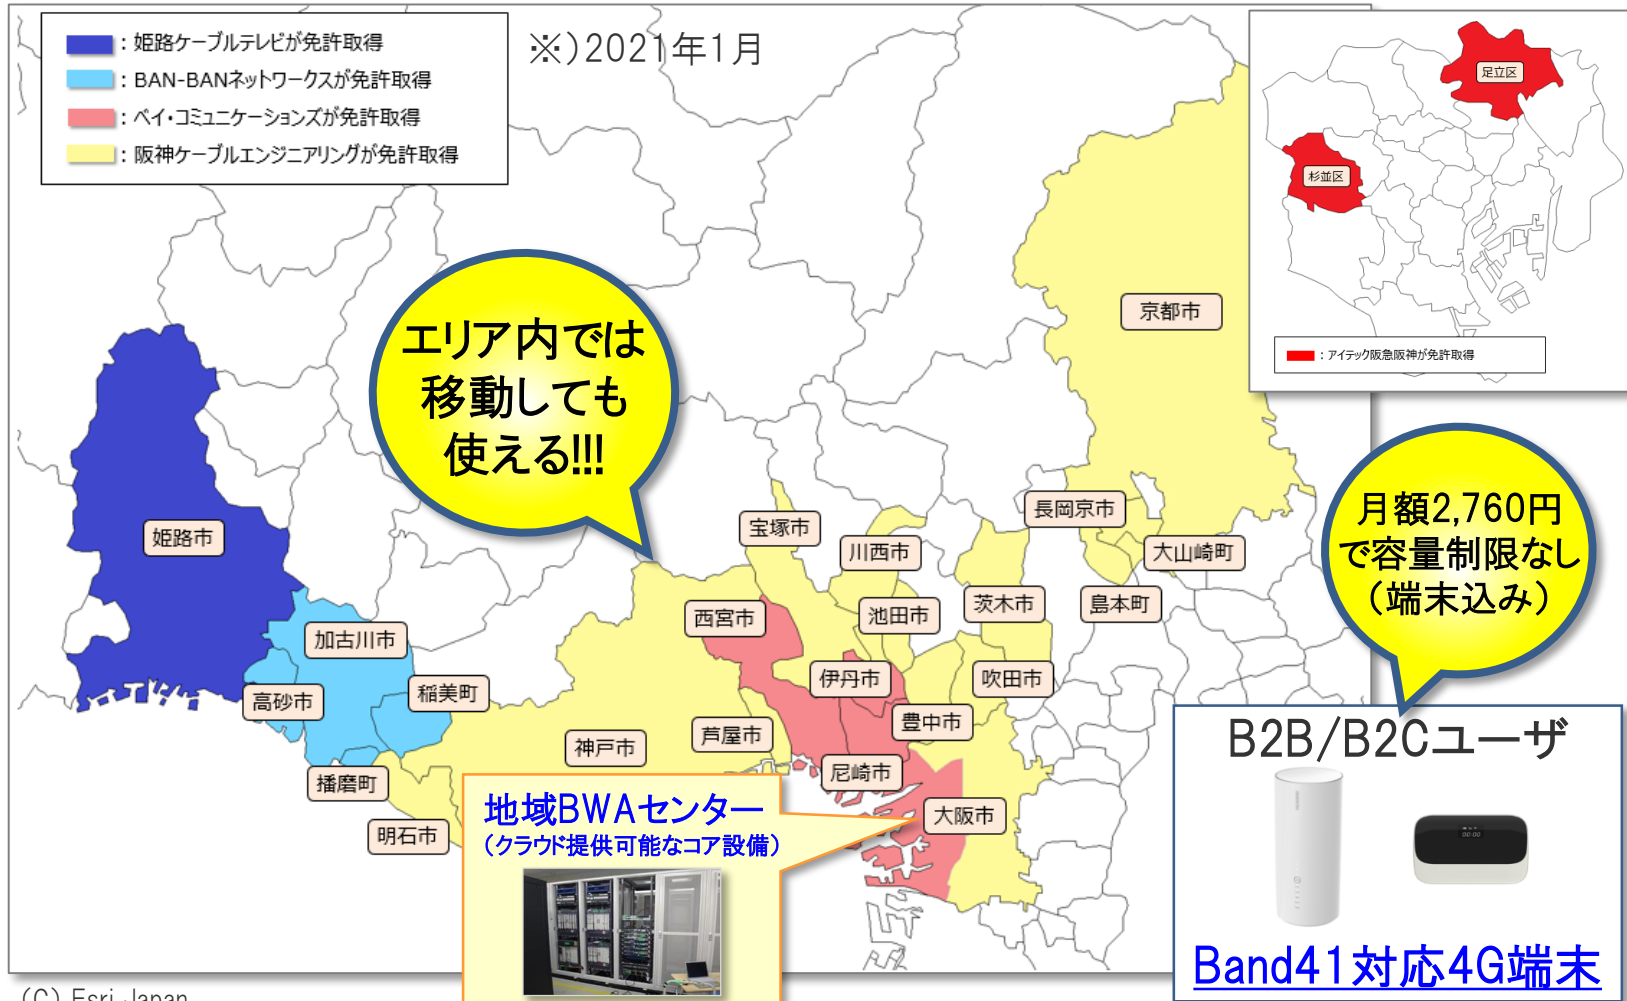 ：姫路ケーブルテレビが免許取得
：BAN-BANネットワークスが免許取得
：ベイ・コミュニケーションズが免許取得
：阪神ケーブルエンジニアリングが免許取得
※)2021年1月
足立区
杉並区
：アイテック阪急阪神が免許取得
京都市
エリア内では
移動しても
使える!!!
月額2,760円
で容量制限なし
（端末込み）
姫路市
宝塚市
川西市
長岡京市
大山崎町
島本町
茨木市
池田市
西宮市
加古川市
伊丹市
吹田市
稲美町
高砂市
豊中市
芦屋市
神戸市
尼崎市
播磨町
大阪市
明石市
地域BWAセンター
（クラウド提供可能なコア設備）
B2B/B2Cユーザ
00:00
Band41対応4G端末
(C) Esri Japan